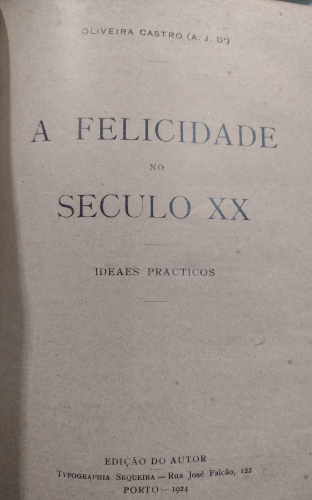 OLIVEIRA CASTRO (A. J. D')
A FELICIDADE
NO
SECULO XX
IDEAES PRACTICOS
EDIÇÃO DO AUTOR
TYPOGRAPHIA SEQUEIRA — RUA JOSÉ FALCÃO, 122
PORTO — 1924